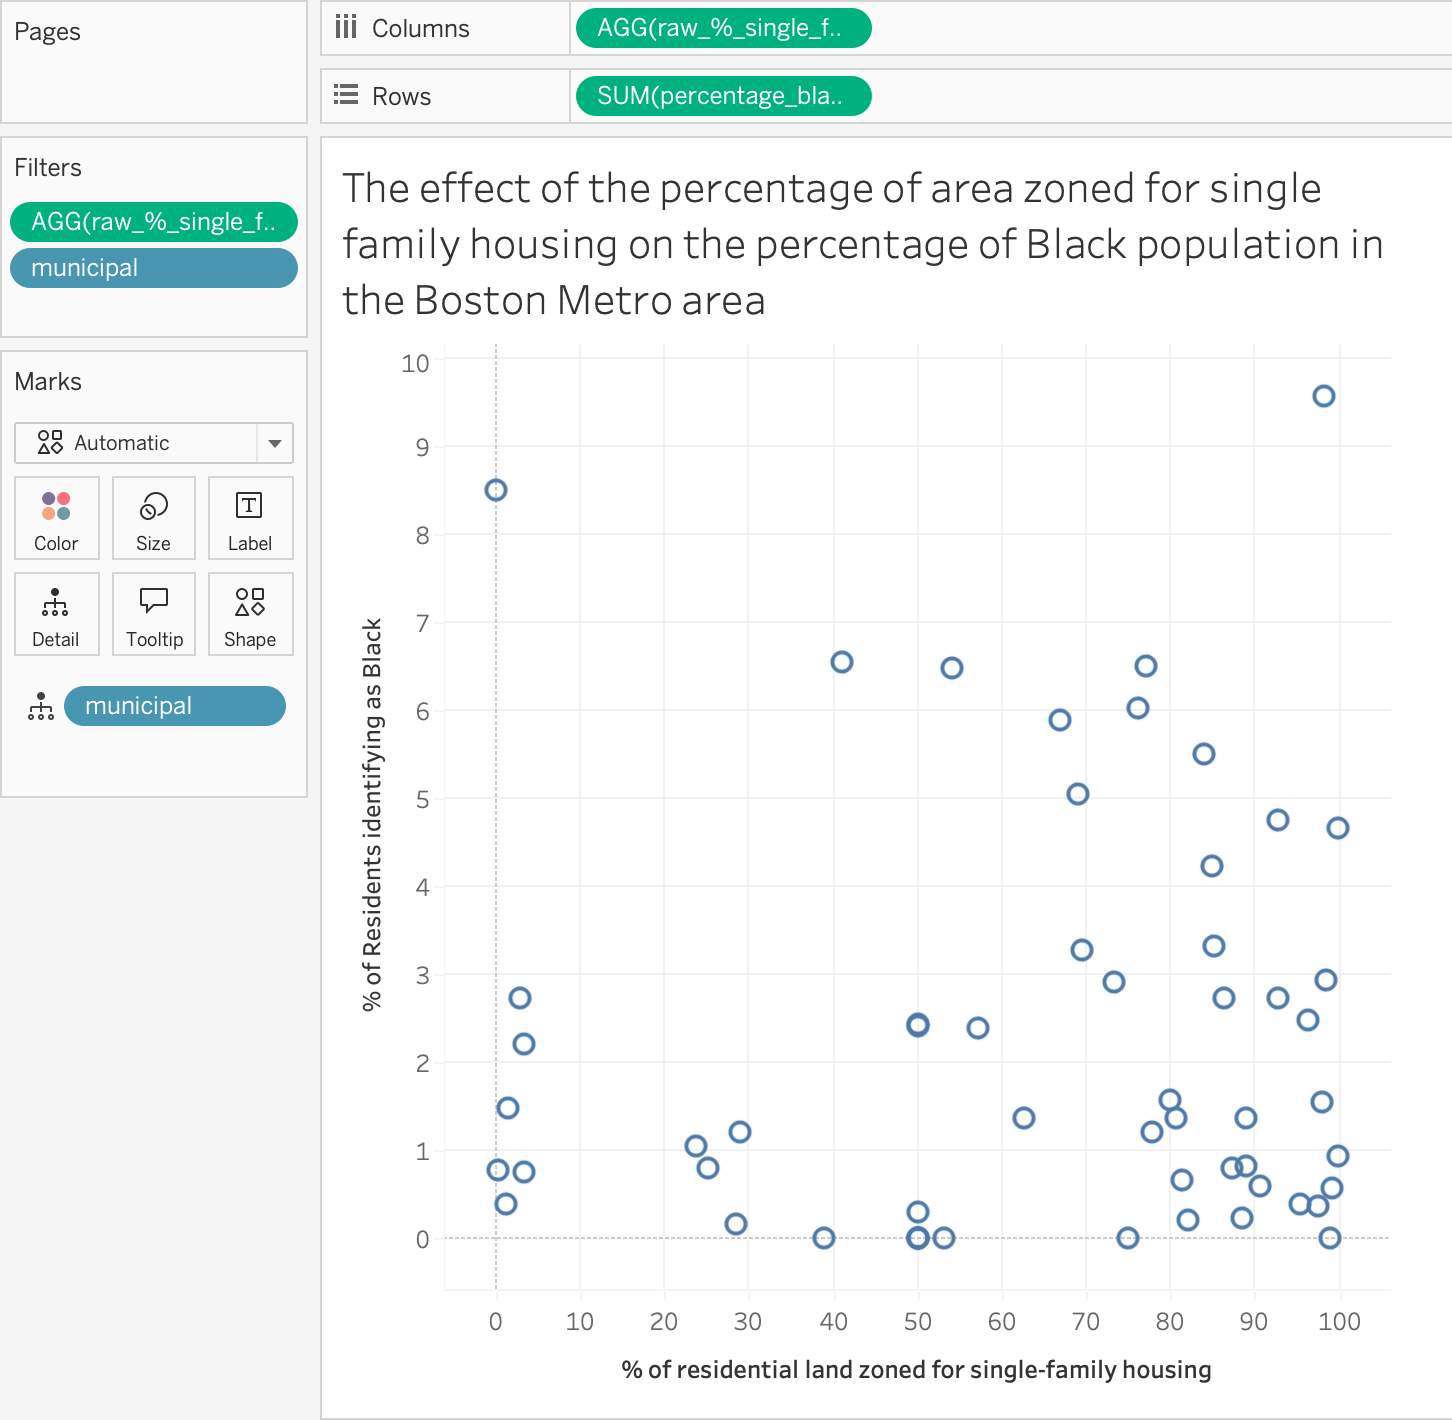 Pages
Columns
AGG(raw_%_single_f..
Rows
SUM(percentage_bla..
Filters
AGG(raw_%_single_f..
municipal
Marks
Automatic
Color
Size
T
Label
Detail
Tooltip
Shape
municipal
The effect of the percentage of area zoned for single
family housing on the percentage of Black population in
the Boston Metro area
% of Residents identifying as Black
10
9
8
7
6
5
4
3
2
1
0
0 10 20 30 40 50 60 70 80 90 100
% of residential land zoned for single-family housing